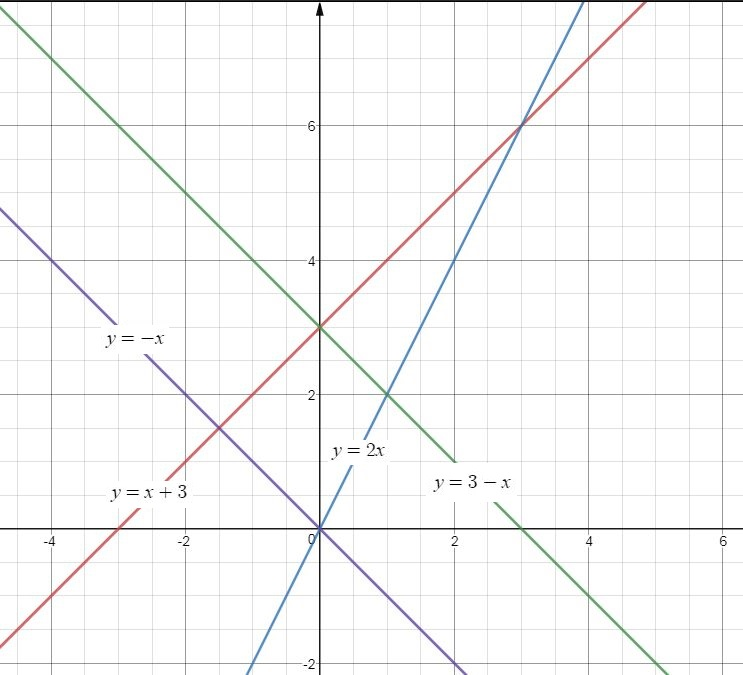 6
4
y = −x
2
y = 2x
y = 3 − x
y = x + 3
-4 -2 0 2 4 6
-2